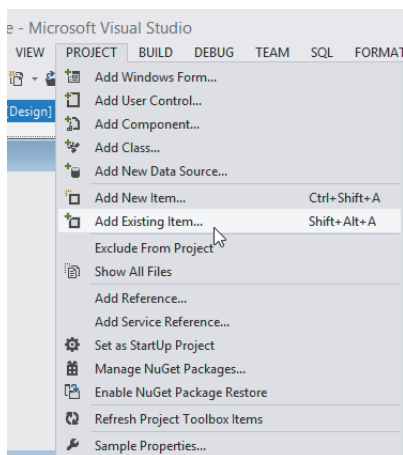 e - Microsoft Visual Studio
VIEW PROJECT BUILD DEBUG TEAM SQL FORMAT
[Design]
Add Windows Form...
Add User Control...
Add Component...
Add Class...
Add New Data Source...
Add New Item... Ctrl+Shift+A
Add Existing Item... Shift+Alt+A
Exclude From Project
Show All Files
Add Reference...
Add Service Reference...
Set as StartUp Project
Manage NuGet Packages...
Enable NuGet Package Restore
Refresh Project Toolbox Items
Sample Properties...